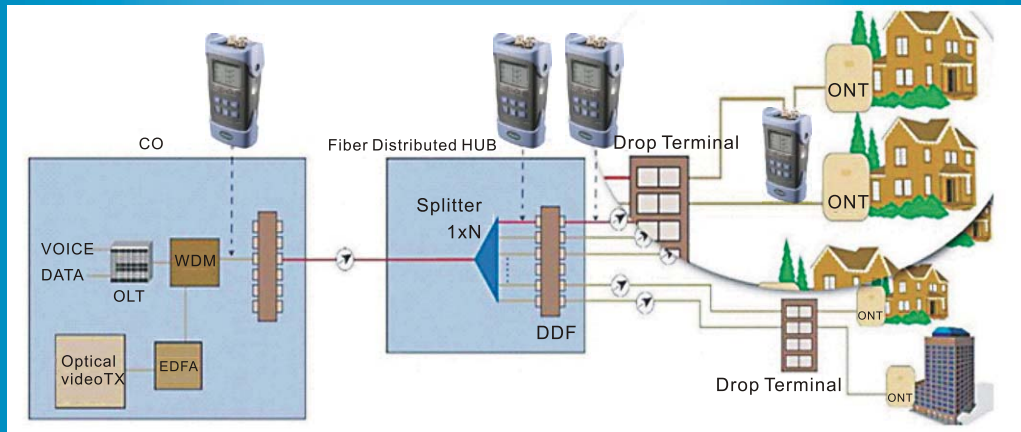 CO
Fiber Distributed HUB
Drop Terminal
ONT
ONT
Splitter
1xN
VOICE
DATA
OLT
WDM
DDF
Optical
videoTX
EDFA
Drop Terminal
ONT
ONT